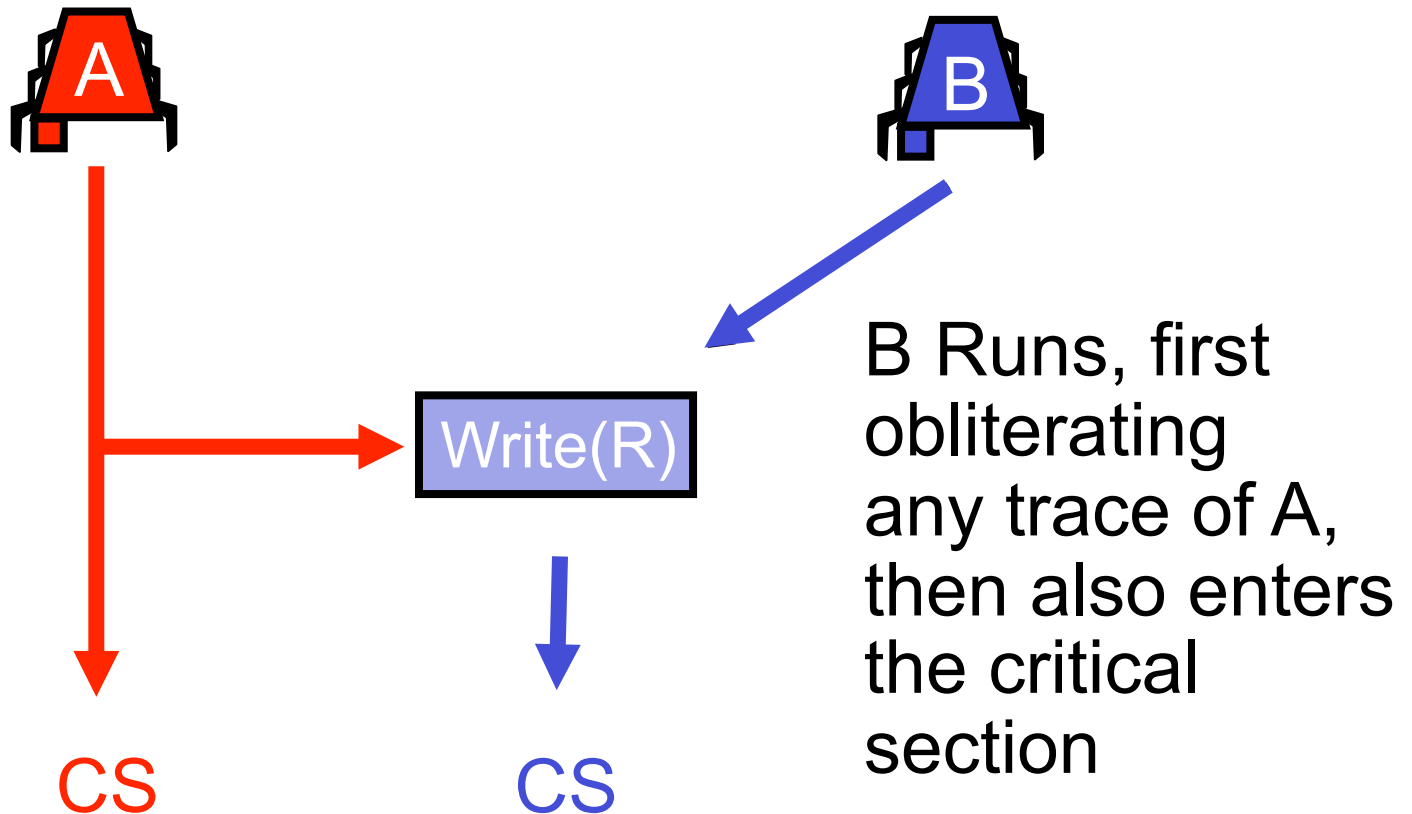 A
B
B Runs, first
obliterating
any trace of A,
then also enters
the critical
section
Write(R)
CS
CS